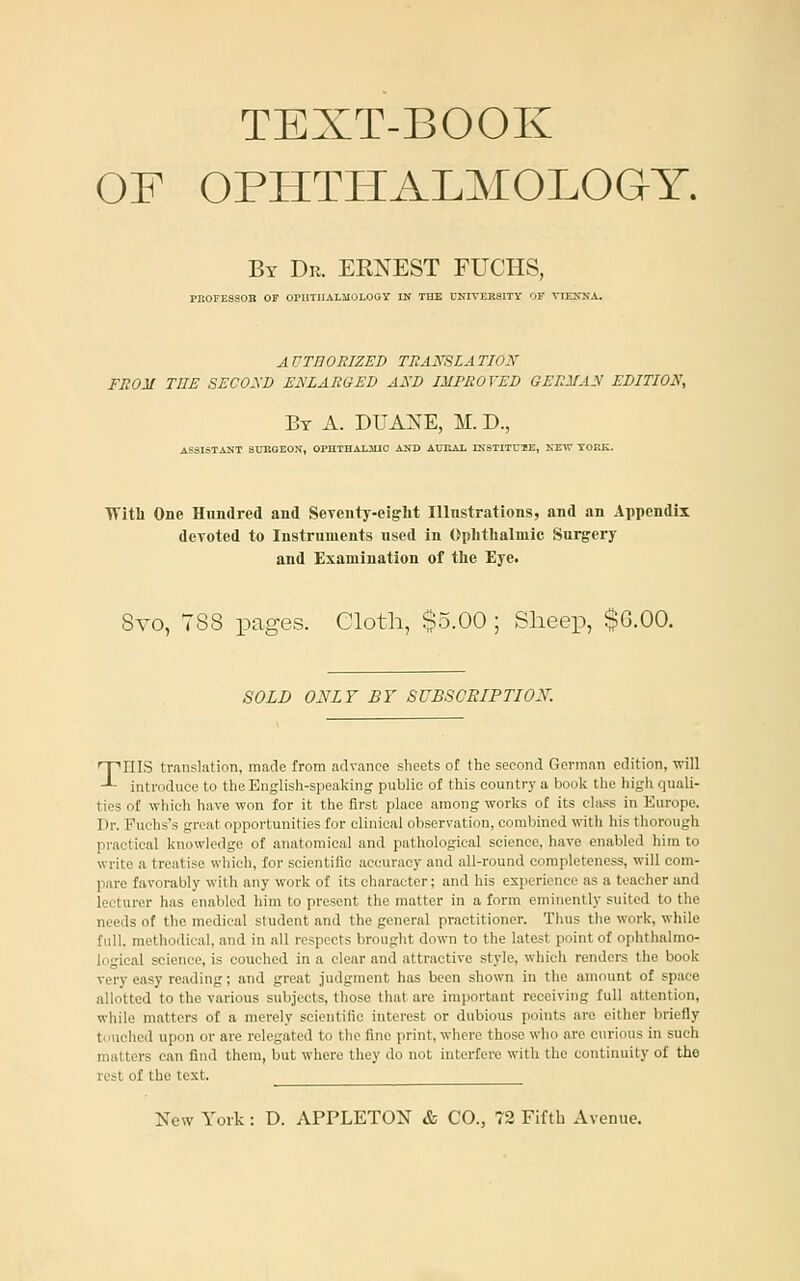 TEXT-BOOK
OF OPHTHALMOLOGY.
BY DR. ERNEST FUCHS,
PROFESSOR OF OPHTHALMOLOGY IN THE UNIVERSITY OF VIENNA.
AUTHORIZED TRANSLATION
FROM THE SECOND ENLARGED AND IMPROVED GERMAN EDITION,
BY A. DUANE, M. D.,
ASSISTANT SURGEON, OPHTHALMIC AND AURAL INSTITUTE, NEW YORK.
With One Hundred and Seventy-eight Illustrations, and an Appendix
devoted to Instruments used in Ophthalmic Surgery
and Examination of the Eye.
8vo, 788 pages. Cloth, $5.00; Sheep, $6.00.
SOLD ONLY BY SUBSCRIPTION.
THIS translation, made from advance sheets of the second German edition, will
introduce to the English-speaking public of this country a book the high quali-
ties of which have won for it the first place among works of its class in Europe.
Dr. Fuchs's great opportunities for clinical observation, combined with his thorough
practical knowledge of anatomical and pathological science, have enabled him to
write a treatise which, for scientific accuracy and all-round completeness, will com-
pare favorably with any work of its character; and his experience as a teacher and
lecturer has enabled him to present the matter in a form eminently suited to the
needs of the medical student and the general practitioner. Thus the work, while
full, methodical, and in all respects brought down to the latest point of ophthalmo-
logical science, is couched in a clear and attractive style, which renders the book
very easy reading; and great judgment has been shown in the amount of space
allotted to the various subjects, those that are important receiving full attention,
while matters of a merely scientific interest or dubious points are either briefly
touched upon or are relegated to the fine print, where those who are curious in such
matters can find them, but where they do not interfere with the continuity of the
rest of the text.
New York: D. APPLETON & CO., 72 Fifth Avenue.